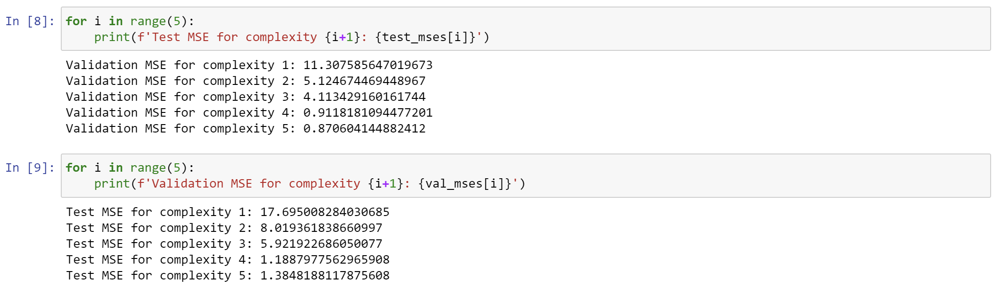 In [8]: for i in range(5):
print(f'Test MSE for complexity {i+1}: {test_mses[i]}')
Validation MSE for complexity 1: 11.307585647019673
Validation MSE for complexity 2: 5.124674469448967
Validation MSE for complexity 3: 4.113429160161744
Validation MSE for complexity 4: 0.9118181094477201
Validation MSE for complexity 5: 0.870604144882412
In [9]: for i in range(5):
print(f'Validation MSE for complexity {i+1}: {val_mses[i]}')
Test MSE for complexity 1: 17.695008284030685
Test MSE for complexity 2: 8.019361838660997
Test MSE for complexity 3: 5.921922686050077
Test MSE for complexity 4: 1.1887977562965908
Test MSE for complexity 5: 1.3848188117875608